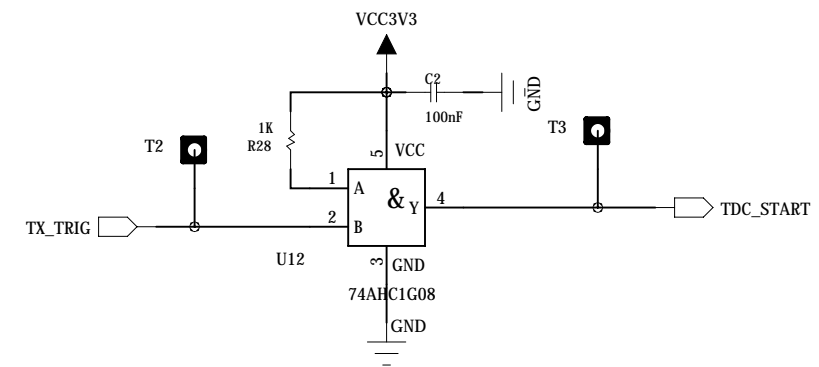 VCC3V3
C2
GND
100nF
1K
R28
T2
T3
5
VCC
1
A
&
Y
4
2
B
TX_TRIG
TDC_START
U12
3
GND
74AHC1G08
GND